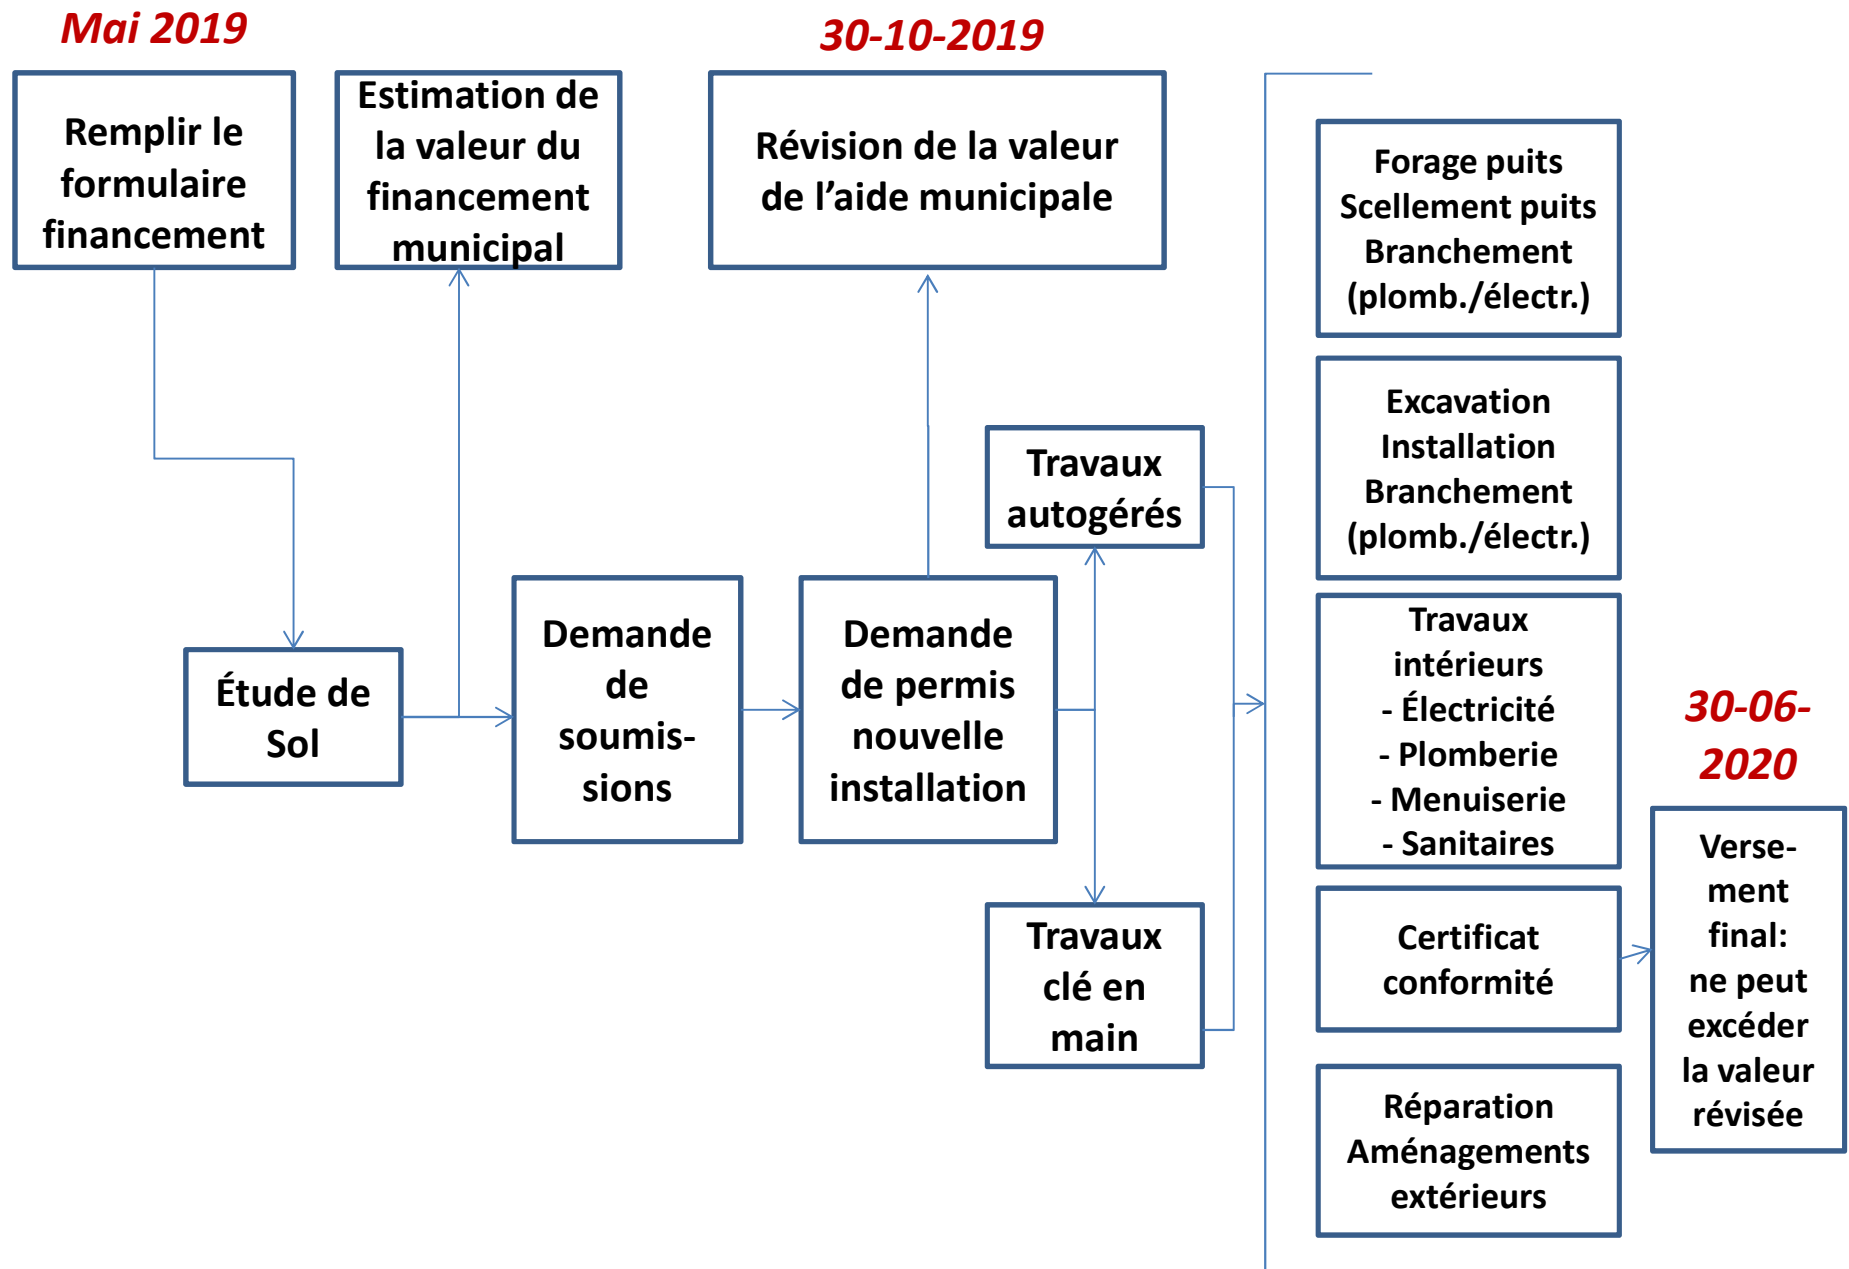 Mai 2019
Remplir le
formulaire
financement
Estimation de
la valeur du
financement
municipal
30-10-2019
Révision de la valeur
de l’aide municipale
Étude de
Sol
Demande
de
soumis-
sions
Demande
de permis
nouvelle
installation
Travaux
autogérés
Travaux
clé en
main
Forage puits
Scellement puits
Branchement
(plomb./électr.)
Excavation
Installation
Branchement
(plomb./électr.)
Travaux
intérieurs
- Électricité
- Plomberie
- Menuiserie
- Sanitaires
Certificat
conformité
Réparation
Aménagements
extérieurs
30-06-
2020
Verse-
ment
final:
ne peut
excéder
la valeur
révisée